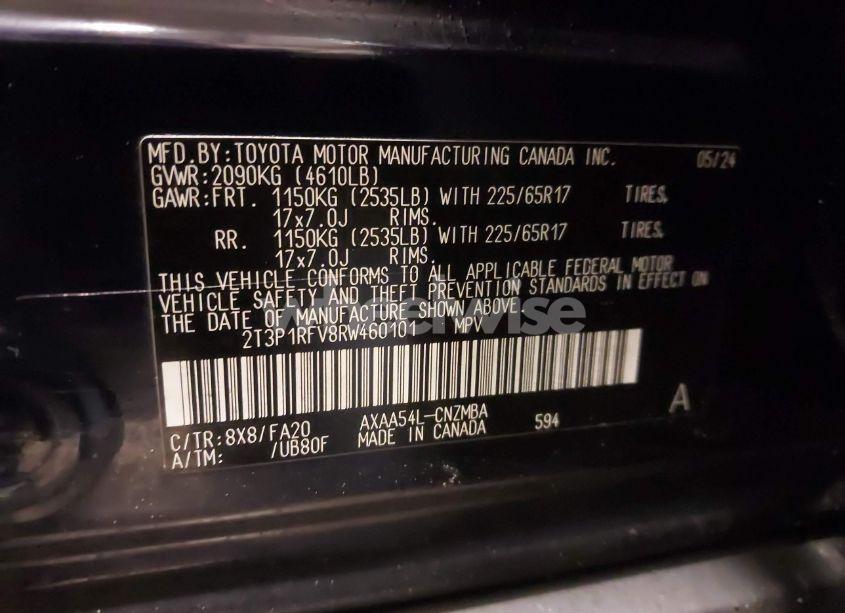 MFD.BY:TOYOTA MOTOR MANUFACTURING CANADA INC. 05/24
GVWR:2090KG (4610LB)
GAWR:FRT. 1150KG (2535LB) WITH 225/65R17 TIRES,
17x7.0J RIMS.
RR. 1150KG (2535LB) WITH 225/65R17 TIRES,
17x7.0J RIMS.
THIS VEHICLE CONFORMS TO ALL APPLICABLE FEDERAL MOTOR
VEHICLE SAFETY AND THEFT PREVENTION STANDARDS IN EFFECT ON
THE DATE OF MANUFACTURE SHOWN ABOVE.
2T3P1RFV8RW460101 MPV
A
C/TR:8X8/FA20 AXAA54L-CNZMBA 594
A/TM: /UB80F MADE IN CANADA